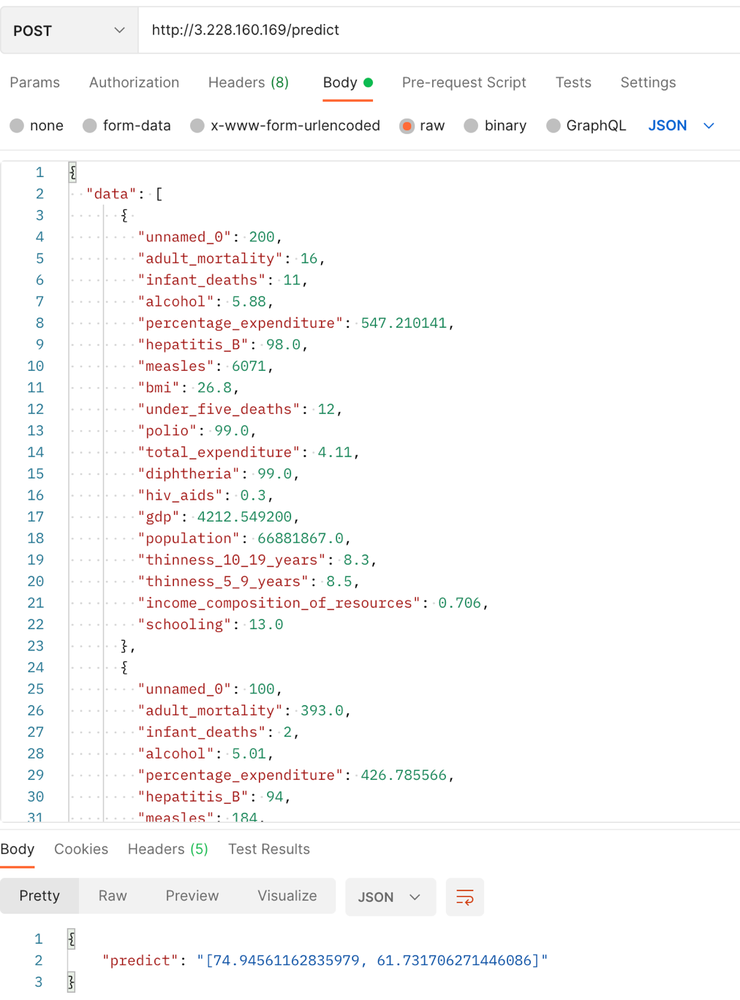 POST http://3.228.160.169/predict
Params Authorization Headers (8) Body Pre-request Script Tests Settings
none form-data x-www-form-urlencoded raw binary GraphQL JSON
1 {
2 "data": [
3 {
4 "unnamed_0": 200,
5 "adult_mortality": 16,
6 "infant_deaths": 11,
7 "alcohol": 5.88,
8 "percentage_expenditure": 547.210141,
9 "hepatitis_B": 98.0,
10 "measles": 6071,
11 "bmi": 26.8,
12 "under_five_deaths": 12,
13 "polio": 99.0,
14 "total_expenditure": 4.11,
15 "diphtheria": 99.0,
16 "hiv_aids": 0.3,
17 "gdp": 4212.549200,
18 "population": 66881867.0,
19 "thinness_10_19_years": 8.3,
20 "thinness_5_9_years": 8.5,
21 "income_composition_of_resources": 0.706,
22 "schooling": 13.0
23 },
24 {
25 "unnamed_0": 100,
26 "adult_mortality": 393.0,
27 "infant_deaths": 2,
28 "alcohol": 5.01,
29 "percentage_expenditure": 426.785566,
30 "hepatitis_B": 94,
31 "measles": 184,
Body Cookies Headers (5) Test Results
Pretty Raw Preview Visualize JSON
1 {
2 "predict": "[74.94561162835979, 61.731706271446086]"
3 }